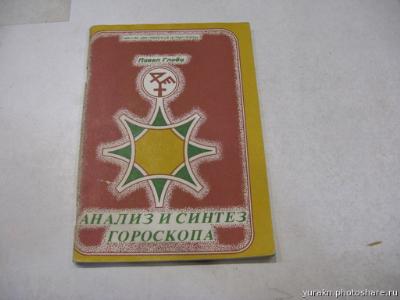 Павел Глоба
АНАЛИЗ И СИНТЕЗ
ГОРОСКОПА
yurakn.photoshare.ru